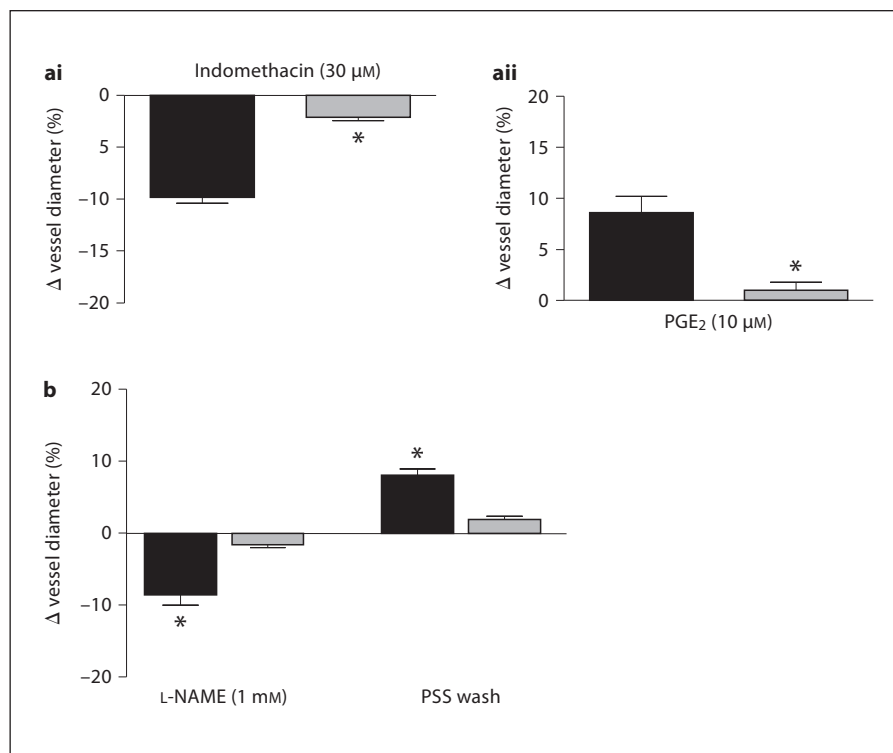 ai
Indomethacin (30 µM)
Δ vessel diameter (%)
0
5
–10
–15
–20
*
aii
Δ vessel diameter (%)
20
15
10
5
0
*
PGE₂ (10 µM)
b
Δ vessel diameter (%)
20
10
0
–10
–20
*
*
L-NAME (1 mM)
PSS wash